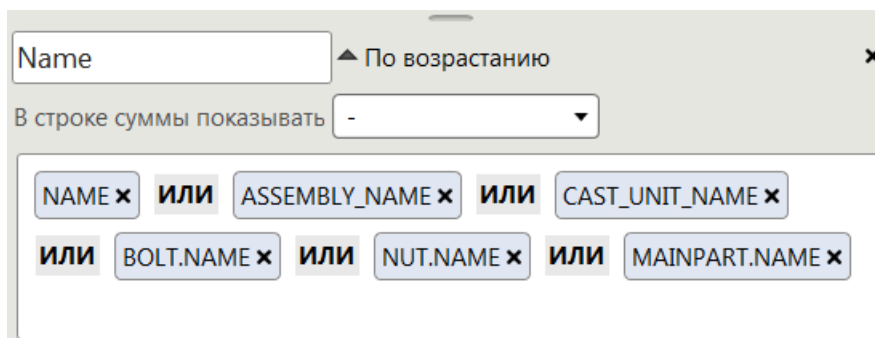 Name По возрастанию
В строке суммы показывать -
NAME ИЛИ ASSEMBLY_NAME ИЛИ CAST_UNIT_NAME
ИЛИ BOLT.NAME ИЛИ NUT.NAME ИЛИ MAINPART.NAME